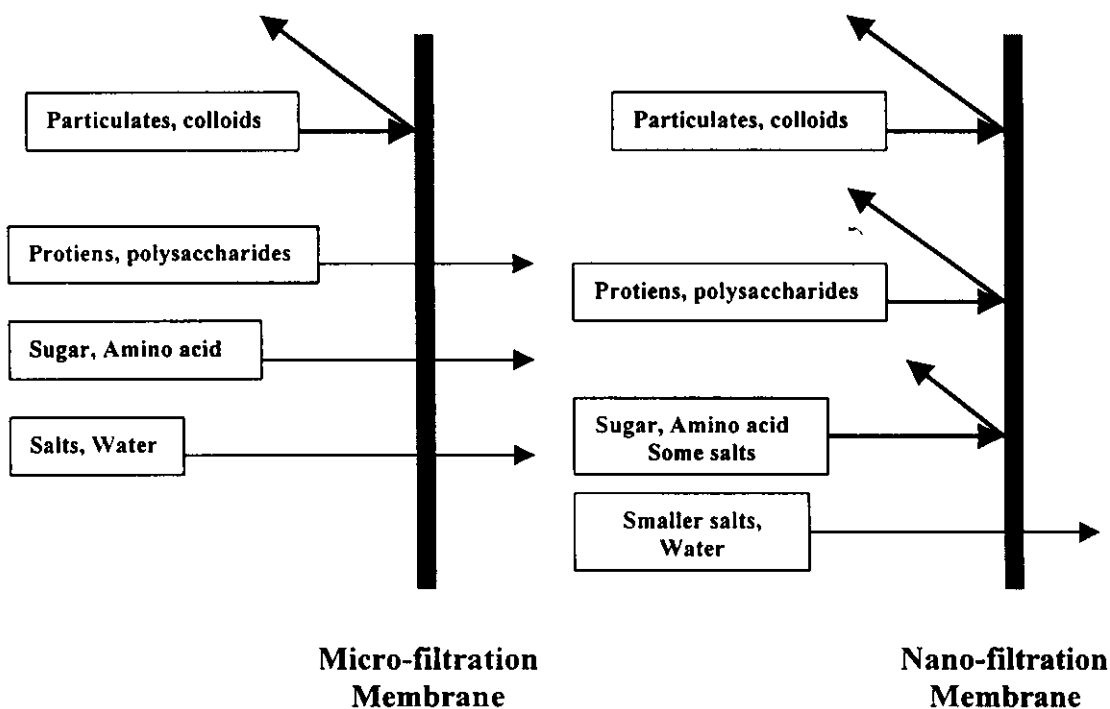 Particulates, colloids
Protiens, polysaccharides
Sugar, Amino acid
Salts, Water
Micro-filtration
Membrane
Particulates, colloids
Protiens, polysaccharides
Sugar, Amino acid
Some salts
Smaller salts,
Water
Nano-filtration
Membrane